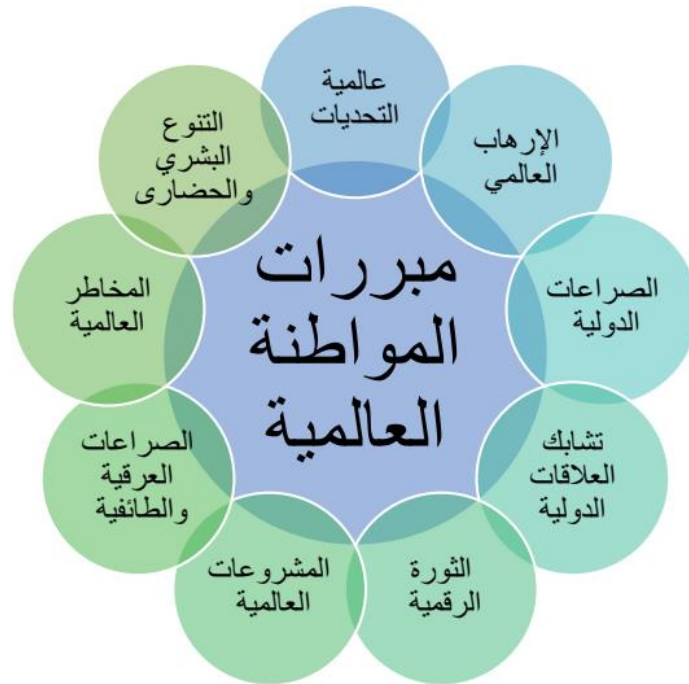 مبررات
المواطنة
العالمية
عالمية
التحديات
الإرهاب
العالمي
الصراعات
الدولية
تشابك
العلاقات
الدولية
الثورة
الرقمية
المشروعات
العالمية
الصراعات
العرقية
والطائفية
المخاطر
العالمية
التنوع
البشري
والحضارى